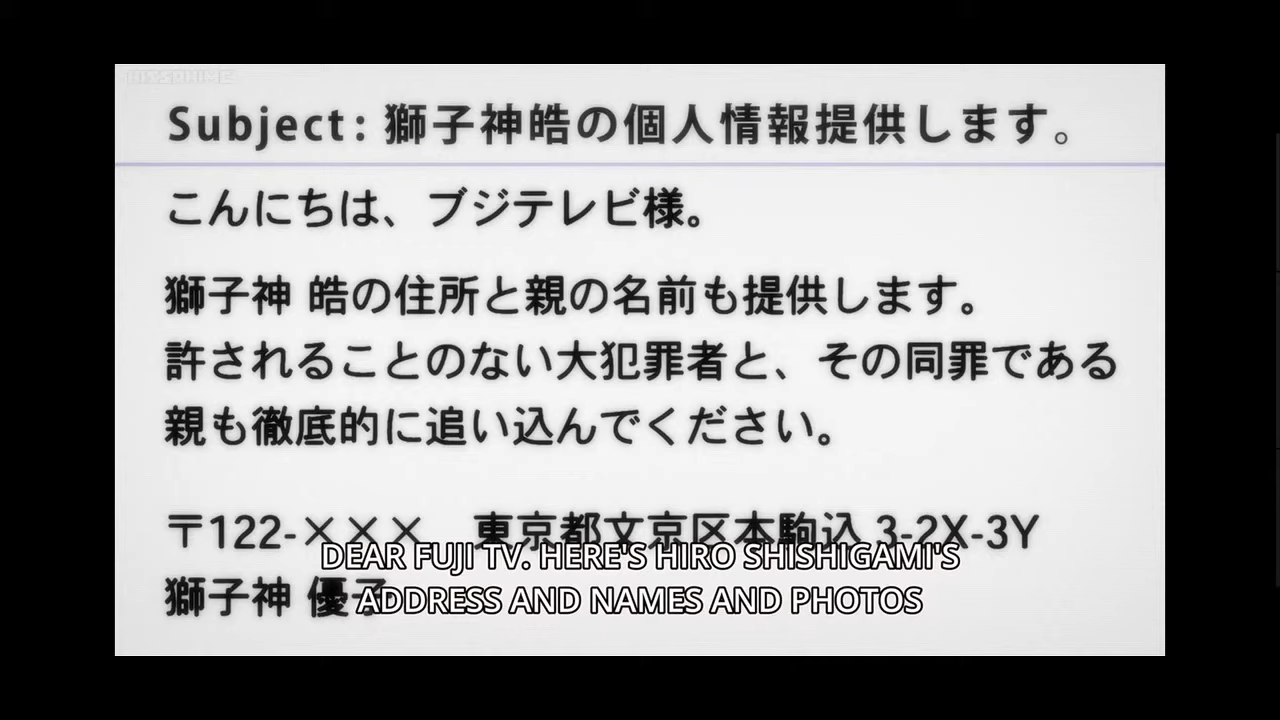 HITSANIME
Subject: 獅子神皓の個人情報提供します。
こんにちは、ブジテレビ様。
獅子神 皓の住所と親の名前も提供します。
許されることのない大犯罪者と、その同罪である
親も徹底的に追い込んでください。
〒122-××× 東京都文京区本駒込 3-2X-3Y
DEAR FUJI TV. HERE'S HIRO SHISHIGAMI'S
獅子神 優子
ADDRESS AND NAMES AND PHOTOS